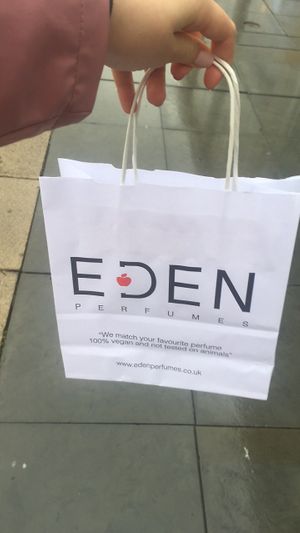 EDEN
PERFUMES
"We match your favourite perfume
100% vegan and not tested on animals"
www.edenperfumes.co.uk